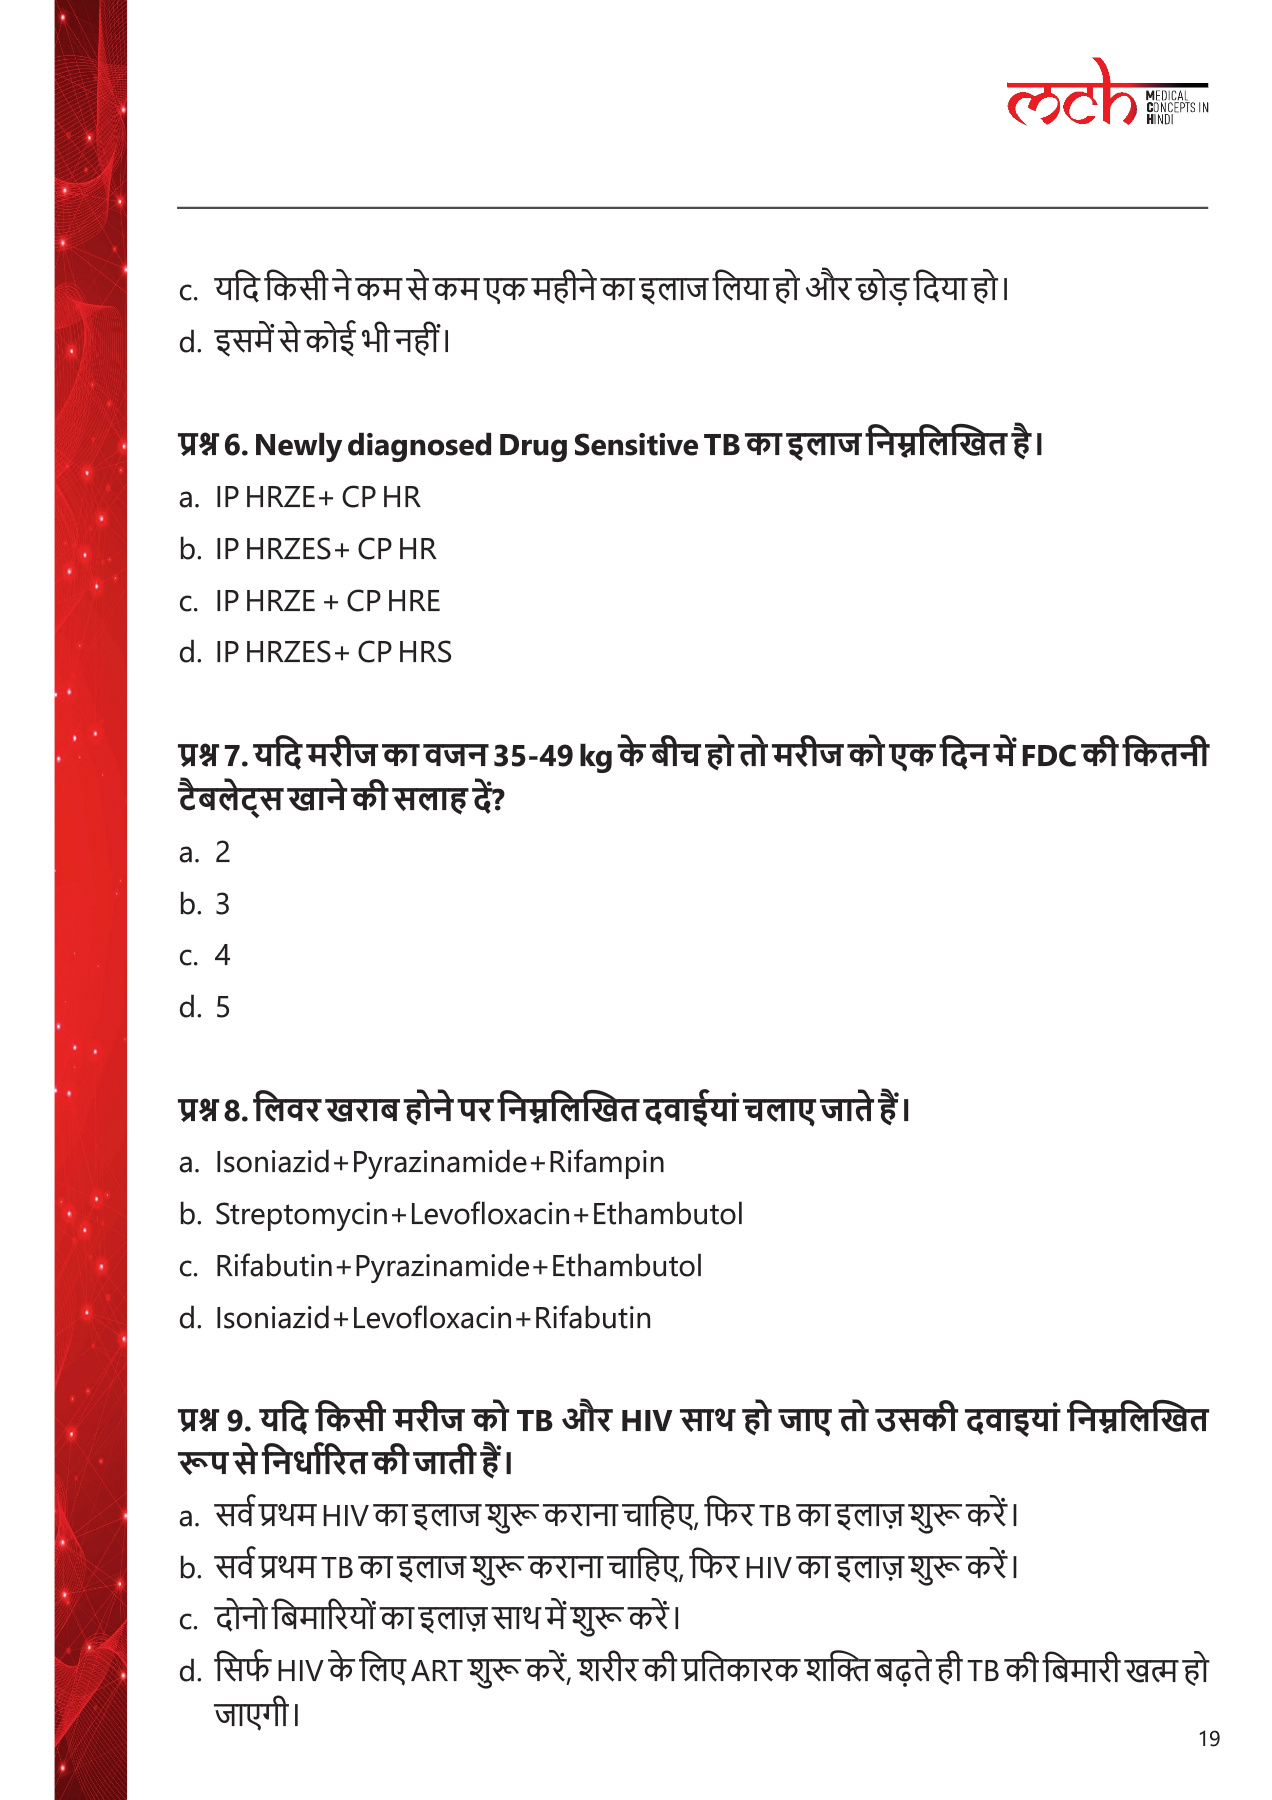 mch MEDICAL
CONCEPTS IN
HINDI
c. यदि किसी ने कम से कम एक महीने का इलाज लिया हो और छोड़ दिया हो।
d. इसमें से कोई भी नहीं।
प्रश्न 6. Newly diagnosed Drug Sensitive TB का इलाज निम्नलिखित है।
a. IP HRZE+ CP HR
b. IP HRZES+ CP HR
c. IP HRZE + CP HRE
d. IP HRZES+ CP HRS
प्रश्न 7. यदि मरीज का वजन 35-49 kg के बीच हो तो मरीज को एक दिन में FDC की कितनी
टैबलेट्स खाने की सलाह दें?
a. 2
b. 3
c. 4
d. 5
प्रश्न 8. लिवर खराब होने पर निम्नलिखित दवाईयां चलाए जाते हैं।
a. Isoniazid+Pyrazinamide+Rifampin
b. Streptomycin+Levofloxacin+Ethambutol
c. Rifabutin+Pyrazinamide+Ethambutol
d. Isoniazid+Levofloxacin+Rifabutin
प्रश्न 9. यदि किसी मरीज को TB और HIV साथ हो जाए तो उसकी दवाइयां निम्नलिखित
रूप से निर्धारित की जाती हैं।
a. सर्व प्रथम HIV का इलाज शुरू कराना चाहिए, फिर TB का इलाज़ शुरू करें।
b. सर्व प्रथम TB का इलाज शुरू कराना चाहिए, फिर HIV का इलाज़ शुरू करें।
c. दोनो बिमारियों का इलाज़ साथ में शुरू करें।
d. सिर्फ HIV के लिए ART शुरू करें, शरीर की प्रतिकारक शक्ति बढ़ते ही TB की बिमारी खत्म हो
जाएगी।
19